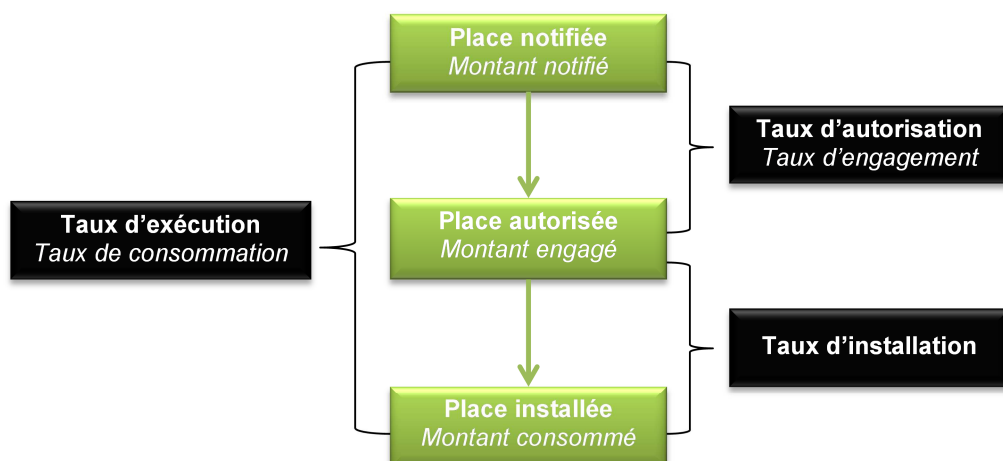 Place notifiée
Montant notifié
Taux d'autorisation
Taux d'engagement
Taux d'exécution
Taux de consommation
Place autorisée
Montant engagé
Taux d'installation
Place installée
Montant consommé